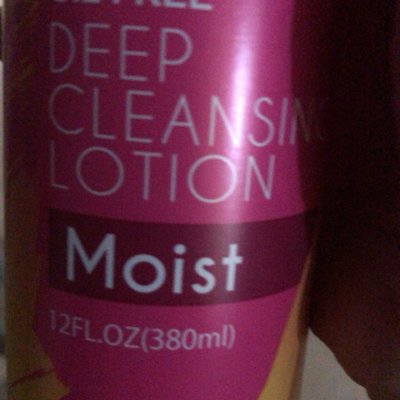 DEEP
CLEANSING
LOTION
Moist
12FL.OZ(380ml)